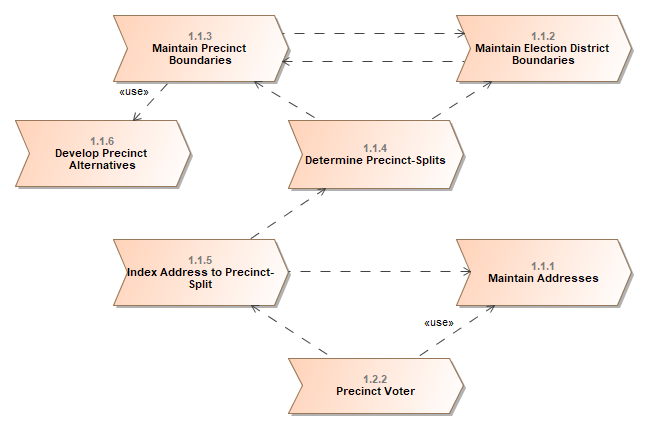 1.1.3
Maintain Precinct
Boundaries
1.1.2
Maintain Election District
Boundaries
«use»
1.1.6
Develop Precinct
Alternatives
1.1.4
Determine Precinct-Splits
1.1.5
Index Address to Precinct-
Split
1.1.1
Maintain Addresses
«use»
1.2.2
Precinct Voter